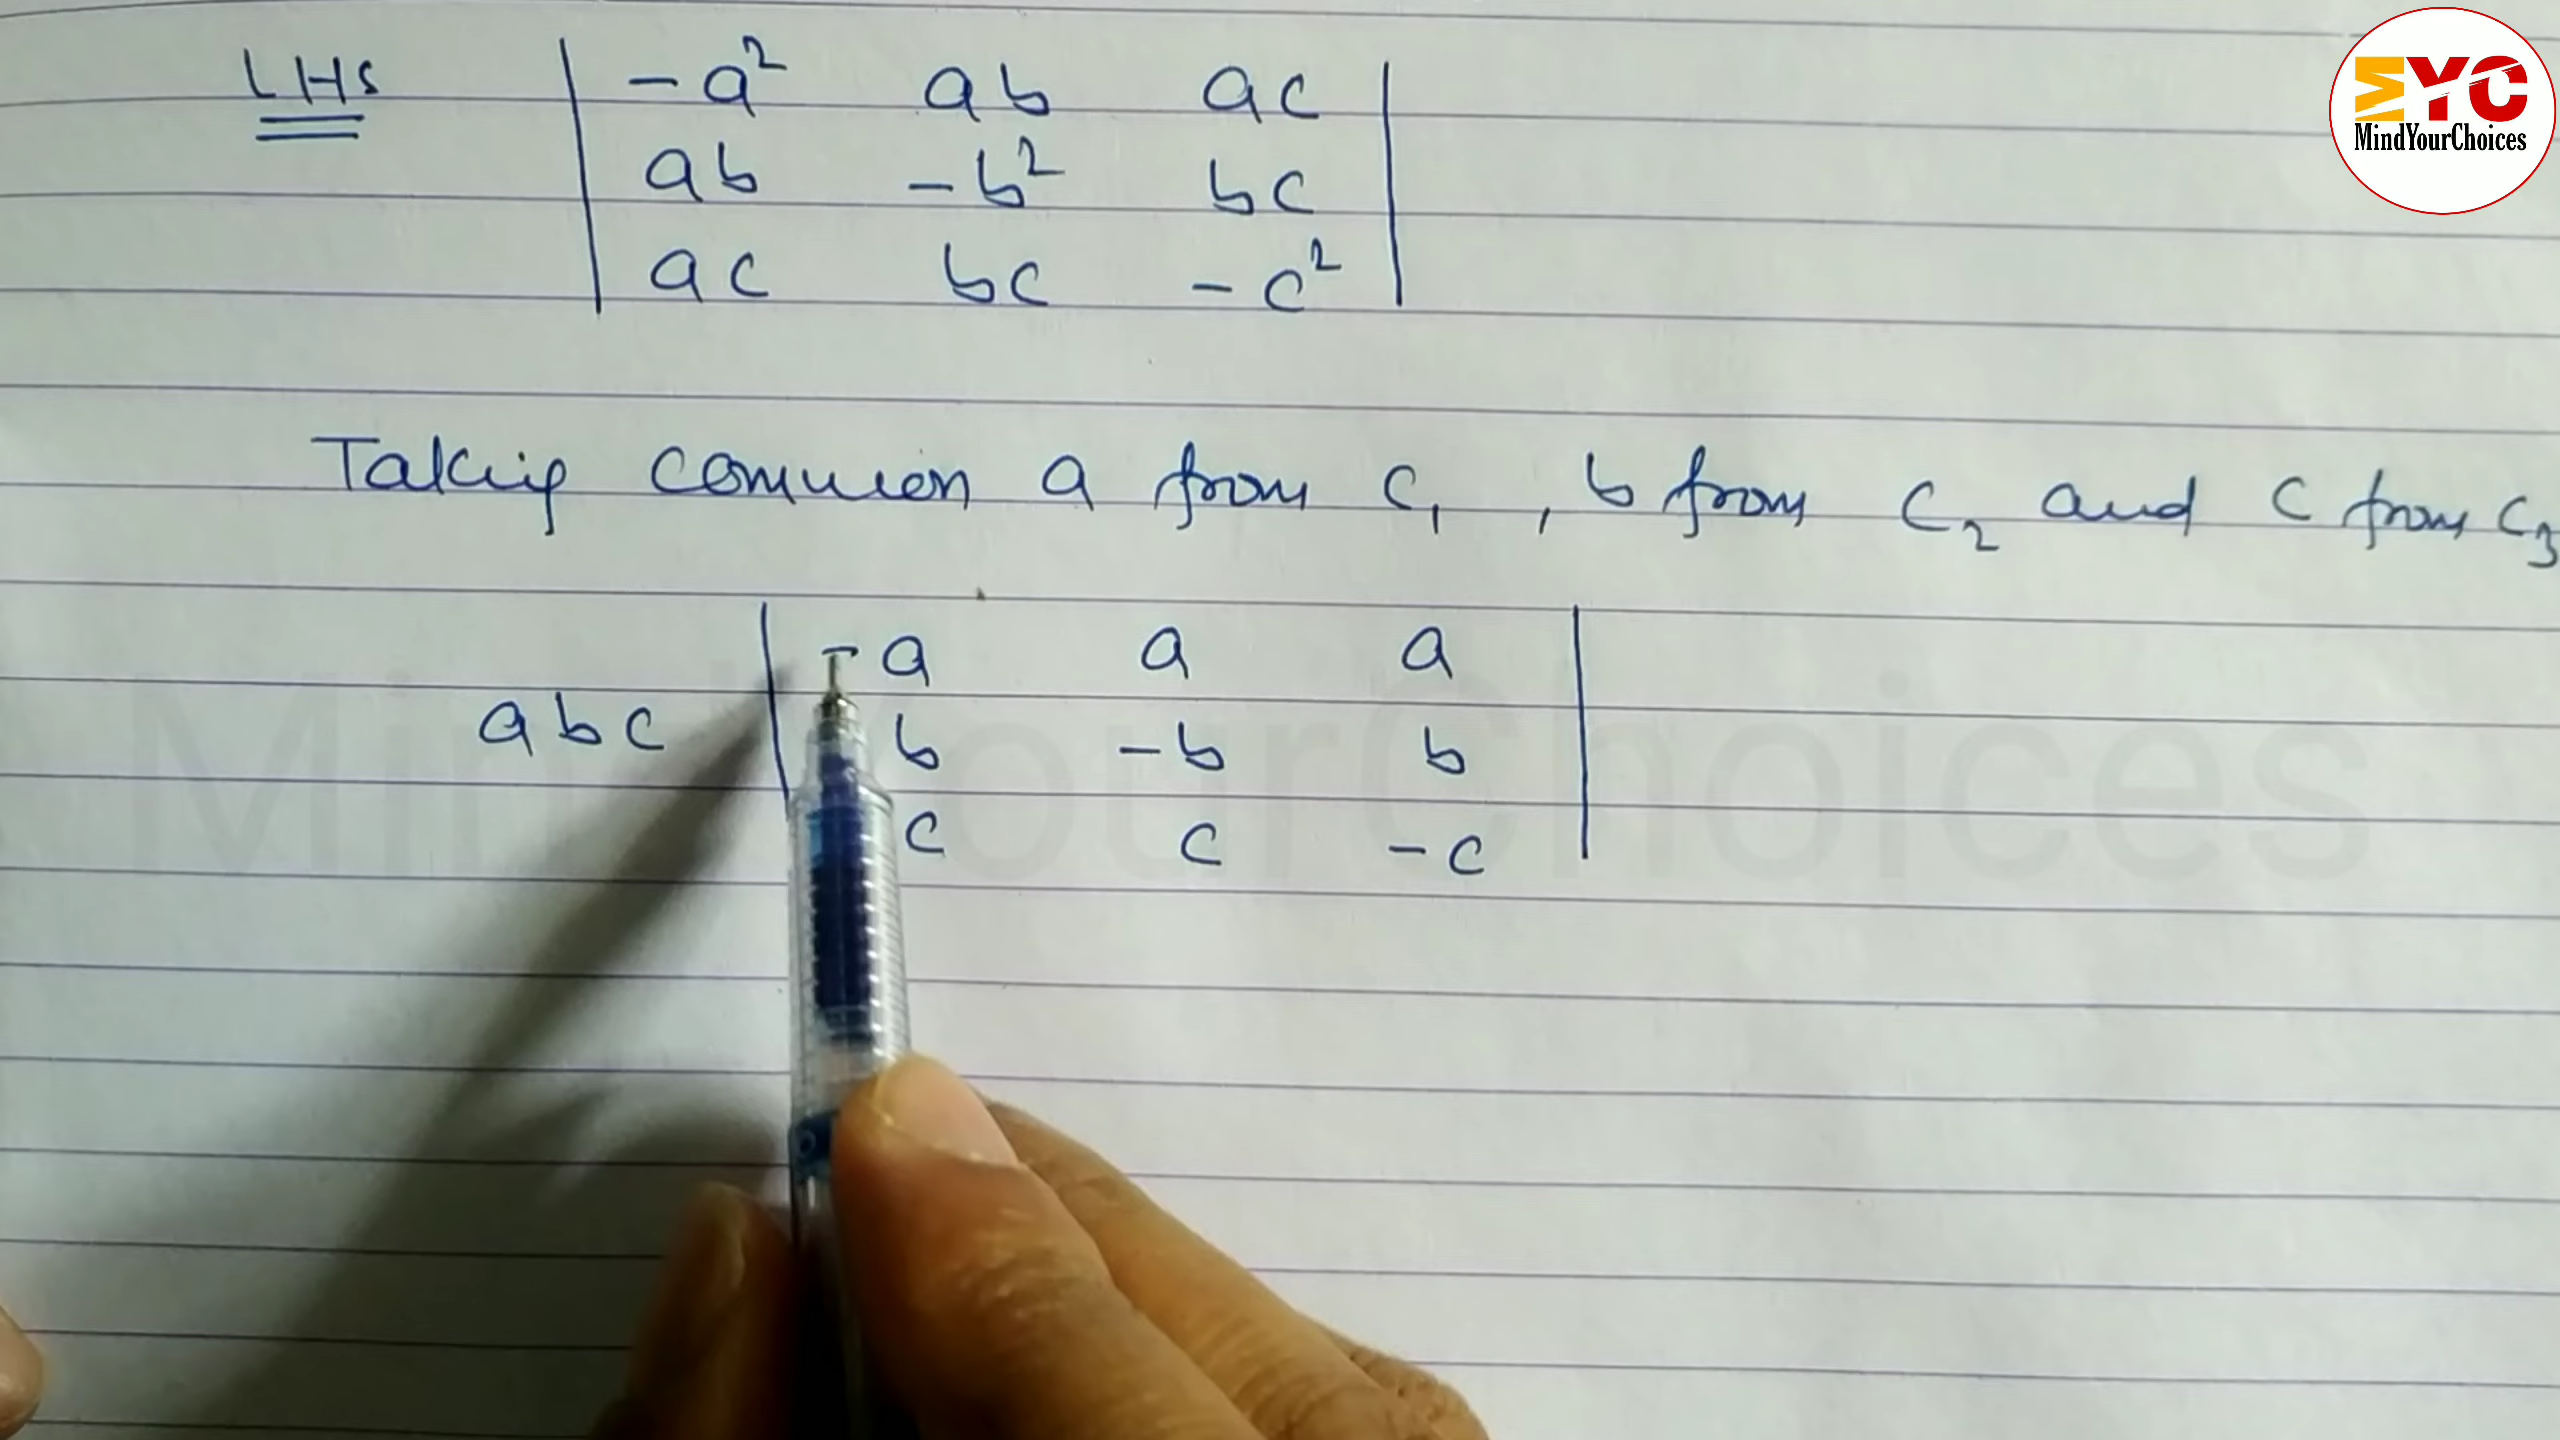 LHS
-a² ab ac
ab -b² bc
ac bc -c²
MYC
MindYourChoices
Taking common a from C₁, b from C₂ and C from C₃
-a a a
abc b -b b
c c -c
MindYourChoices